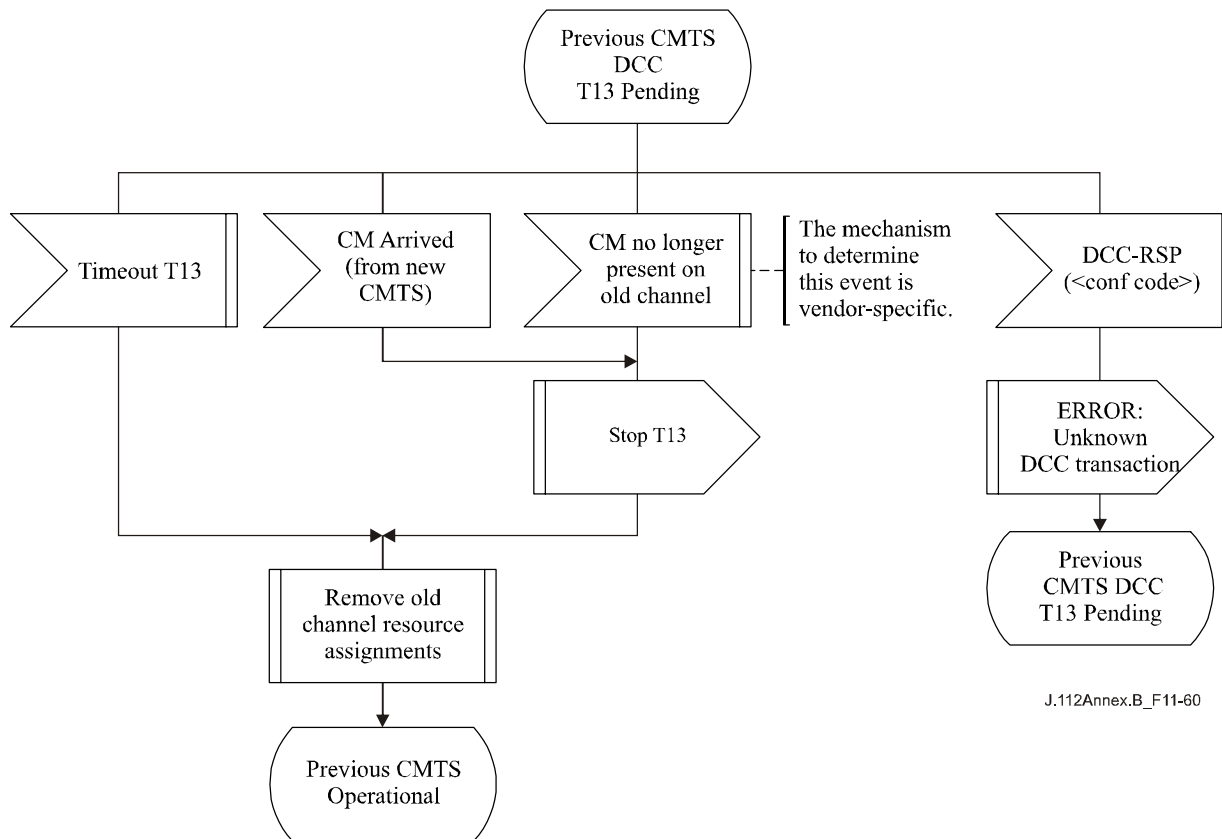 Previous CMTS
DCC
T13 Pending
Timeout T13
CM Arrived
(from new
CMTS)
CM no longer
present on
old channel
The mechanism
to determine
this event is
vendor-specific.
DCC-RSP
(<conf code>)
Stop T13
ERROR:
Unknown
DCC transaction
Remove old
channel resource
assignments
Previous
CMTS DCC
T13 Pending
J.112Annex.B_F11-60
Previous CMTS
Operational